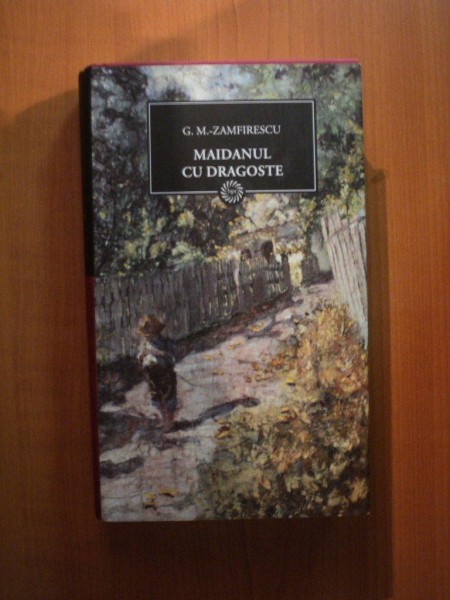 G. M.-ZAMFIRESCU
MAIDANUL
CU DRAGOSTE